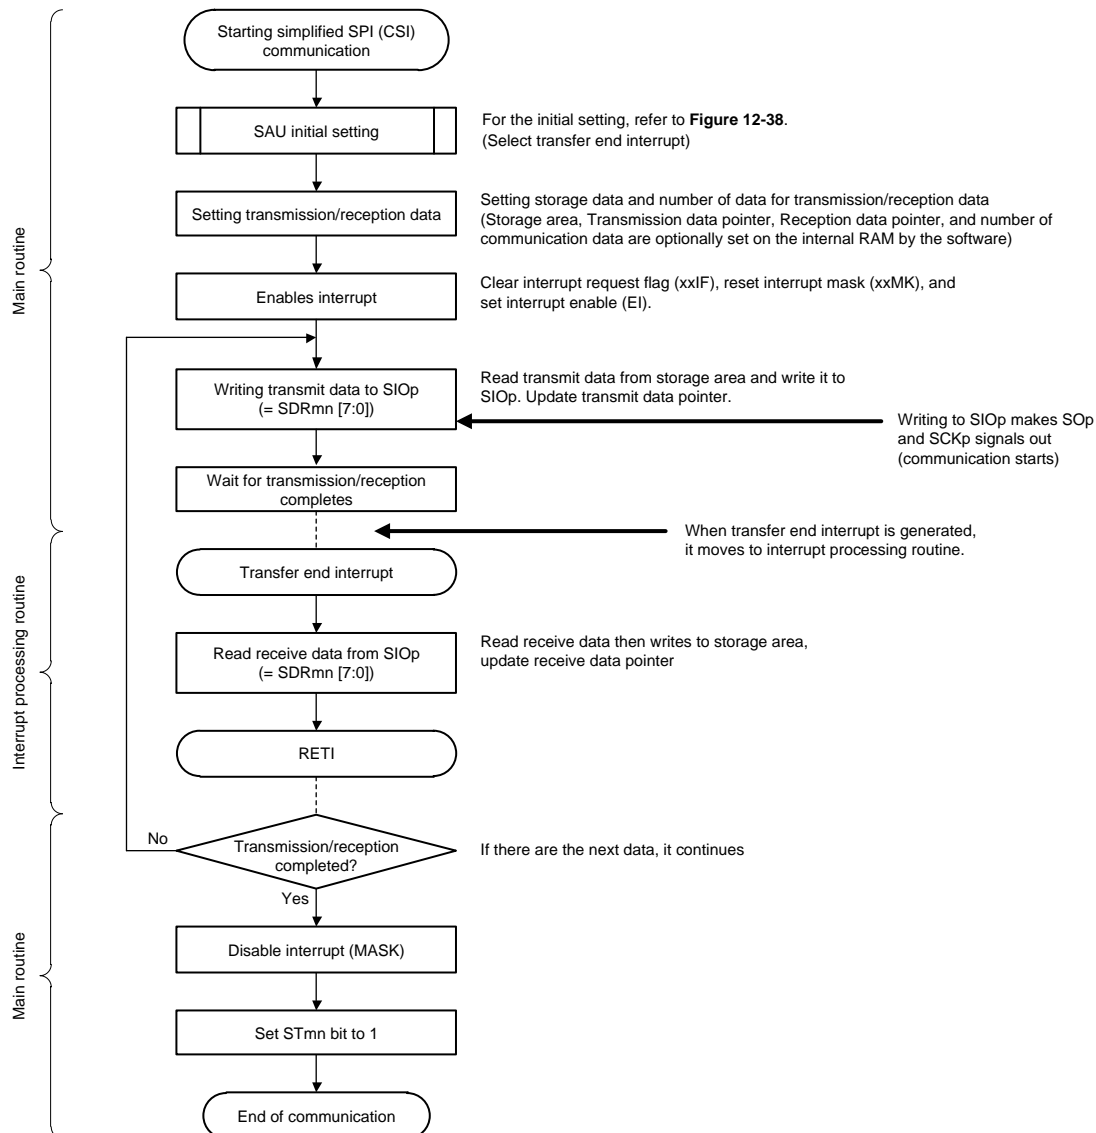 Starting simplified SPI (CSI)
communication
SAU initial setting
For the initial setting, refer to Figure 12-38.
(Select transfer end interrupt)
Setting transmission/reception data
Setting storage data and number of data for transmission/reception data
(Storage area, Transmission data pointer, Reception data pointer, and number of
communication data are optionally set on the internal RAM by the software)
Main routine
Enables interrupt
Clear interrupt request flag (xxIF), reset interrupt mask (xxMK), and
set interrupt enable (EI).
Writing transmit data to SIOp
(= SDRmn [7:0])
Read transmit data from storage area and write it to
SIOp. Update transmit data pointer.
Writing to SIOp makes SOp
and SCKp signals out
(communication starts)
Wait for transmission/reception
completes
When transfer end interrupt is generated,
it moves to interrupt processing routine.
Transfer end interrupt
Interrupt processing routine
Read receive data from SIOp
(= SDRmn [7:0])
Read receive data then writes to storage area,
update receive data pointer
RETI
No
Transmission/reception
completed?
If there are the next data, it continues
Yes
Main routine
Disable interrupt (MASK)
Set STmn bit to 1
End of communication